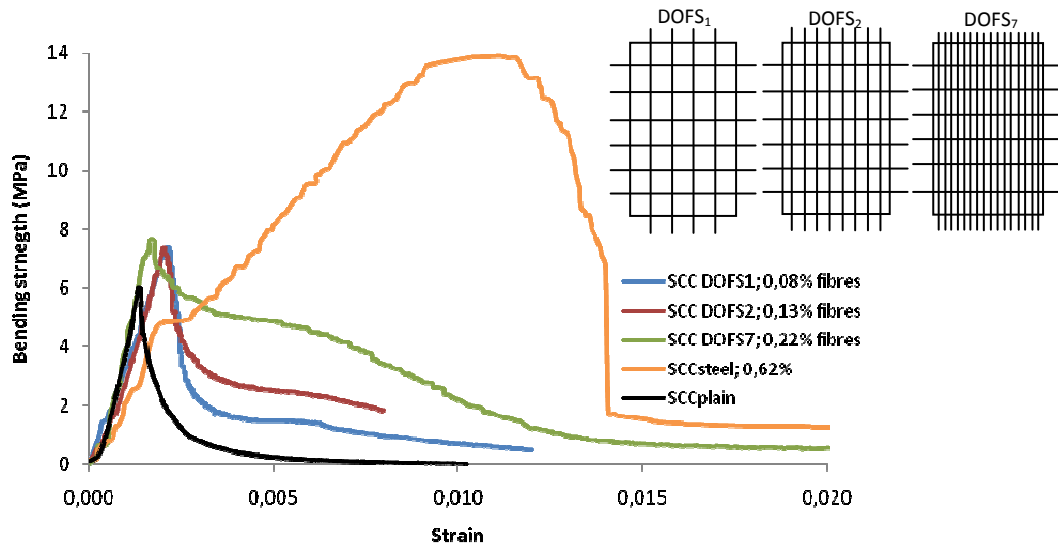 DOFS₁ DOFS₂ DOFS₇
14
12
10
8
6
4
2
0
Bending strnegth (MPa)
SCC DOFS1; 0,08% fibres
SCC DOFS2; 0,13% fibres
SCC DOFS7; 0,22% fibres
SCCsteel; 0,62%
SCCplain
0,000 0,005 0,010 0,015 0,020
Strain